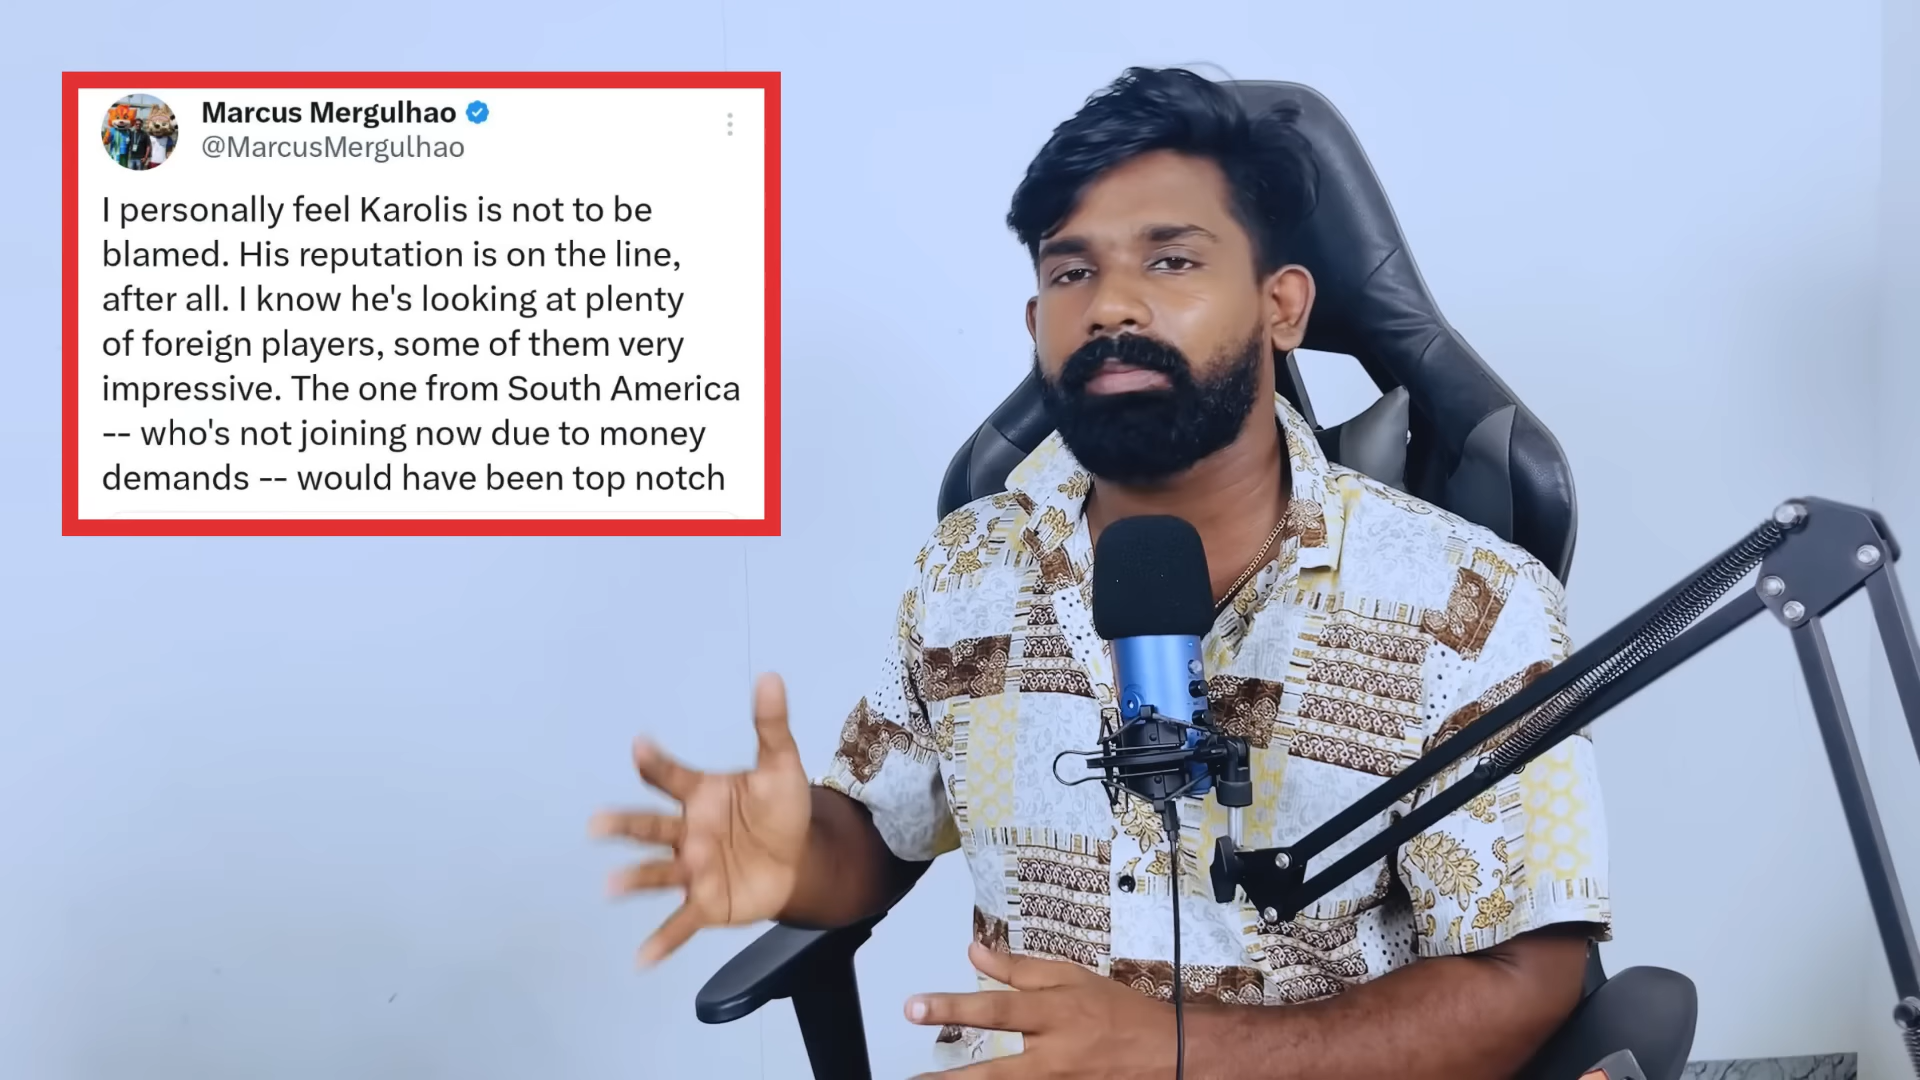 Marcus Mergulhao
@MarcusMergulhao
I personally feel Karolis is not to be
blamed. His reputation is on the line,
after all. I know he's looking at plenty
of foreign players, some of them very
impressive. The one from South America
-- who's not joining now due to money
demands -- would have been top notch